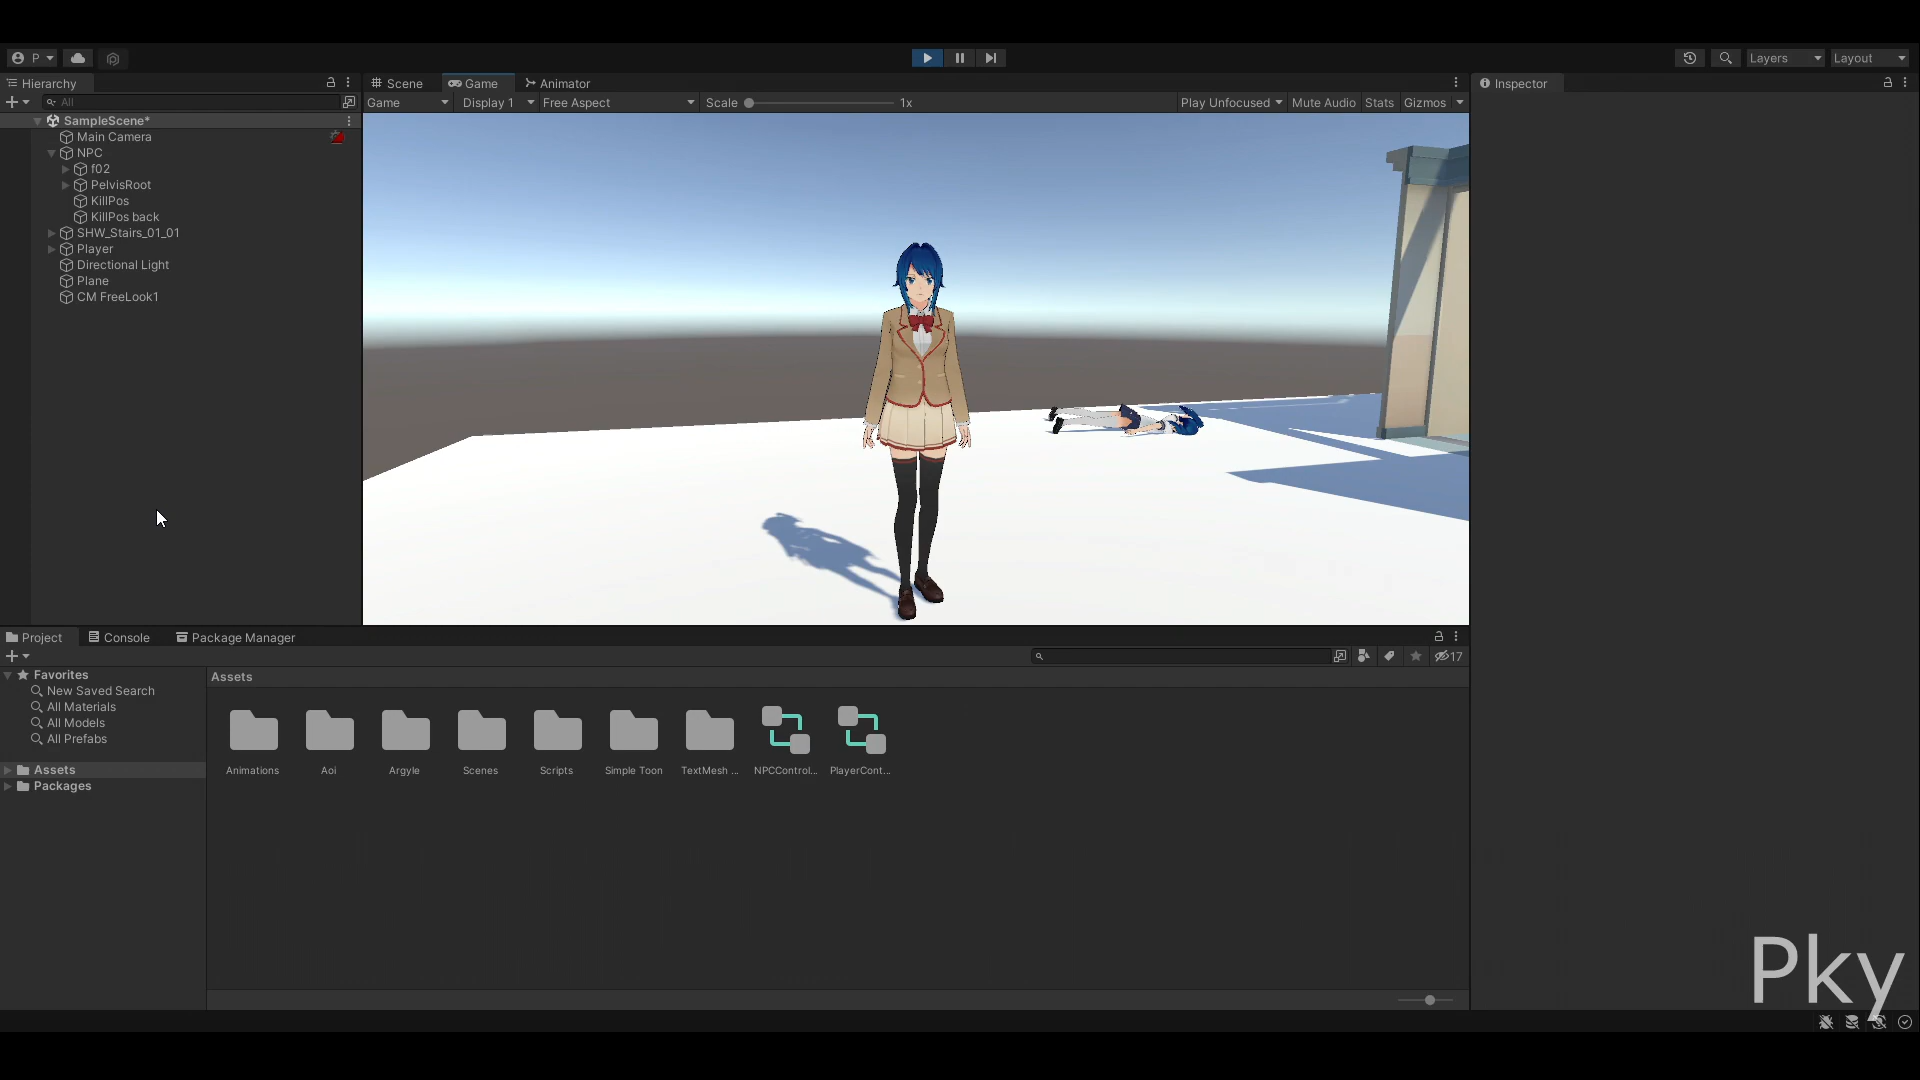 P
Layers
Layout
Hierarchy
Scene
Game
Animator
Inspector
All
Game
Display 1
Free Aspect
Scale
1x
Play Unfocused
Mute Audio
Stats
Gizmos
SampleScene*
Main Camera
NPC
f02
PelvisRoot
KillPos
KillPos back
SHW_Stairs_01_01
Player
Directional Light
Plane
CM FreeLook1
Project
Console
Package Manager
17
Favorites
New Saved Search
All Materials
All Models
All Prefabs
Assets
Packages
Assets
Animations
Aoi
Argyle
Scenes
Scripts
Simple Toon
TextMesh ...
NPCControl...
PlayerCont...
Pky